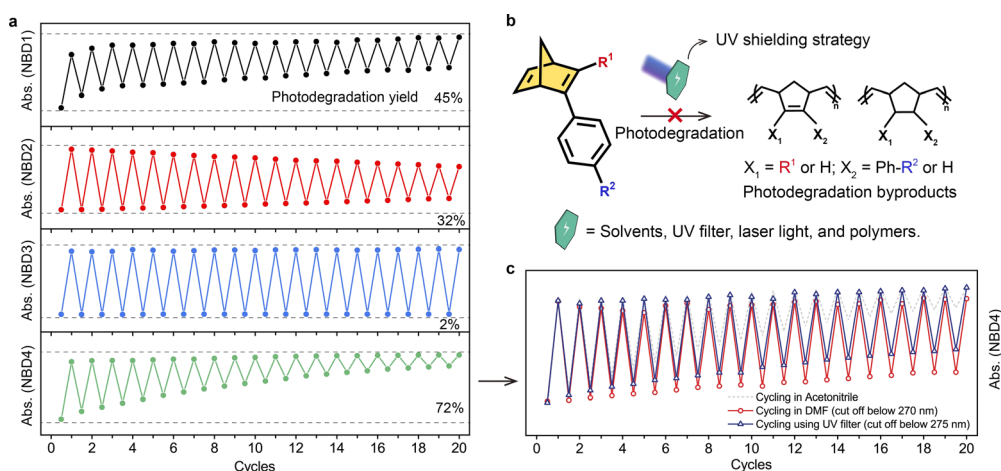 a
Abs. (NBD1)
Photodegradation yield
45%
Abs. (NBD2)
32%
Abs. (NBD3)
2%
Abs. (NBD4)
72%
0 2 4 6 8 10 12 14 16 18 20
Cycles
b
R¹
R²
UV shielding strategy
Photodegradation
n
n
X₁ X₂ X₁ X₂
X₁ = R¹ or H; X₂ = Ph-R² or H
Photodegradation byproducts
= Solvents, UV filter, laser light, and polymers.
c
Abs. (NBD4)
Cycling in Acetonitrile
Cycling in DMF (cut off below 270 nm)
Cycling using UV filter (cut off below 275 nm)
0 2 4 6 8 10 12 14 16 18 20
Cycles